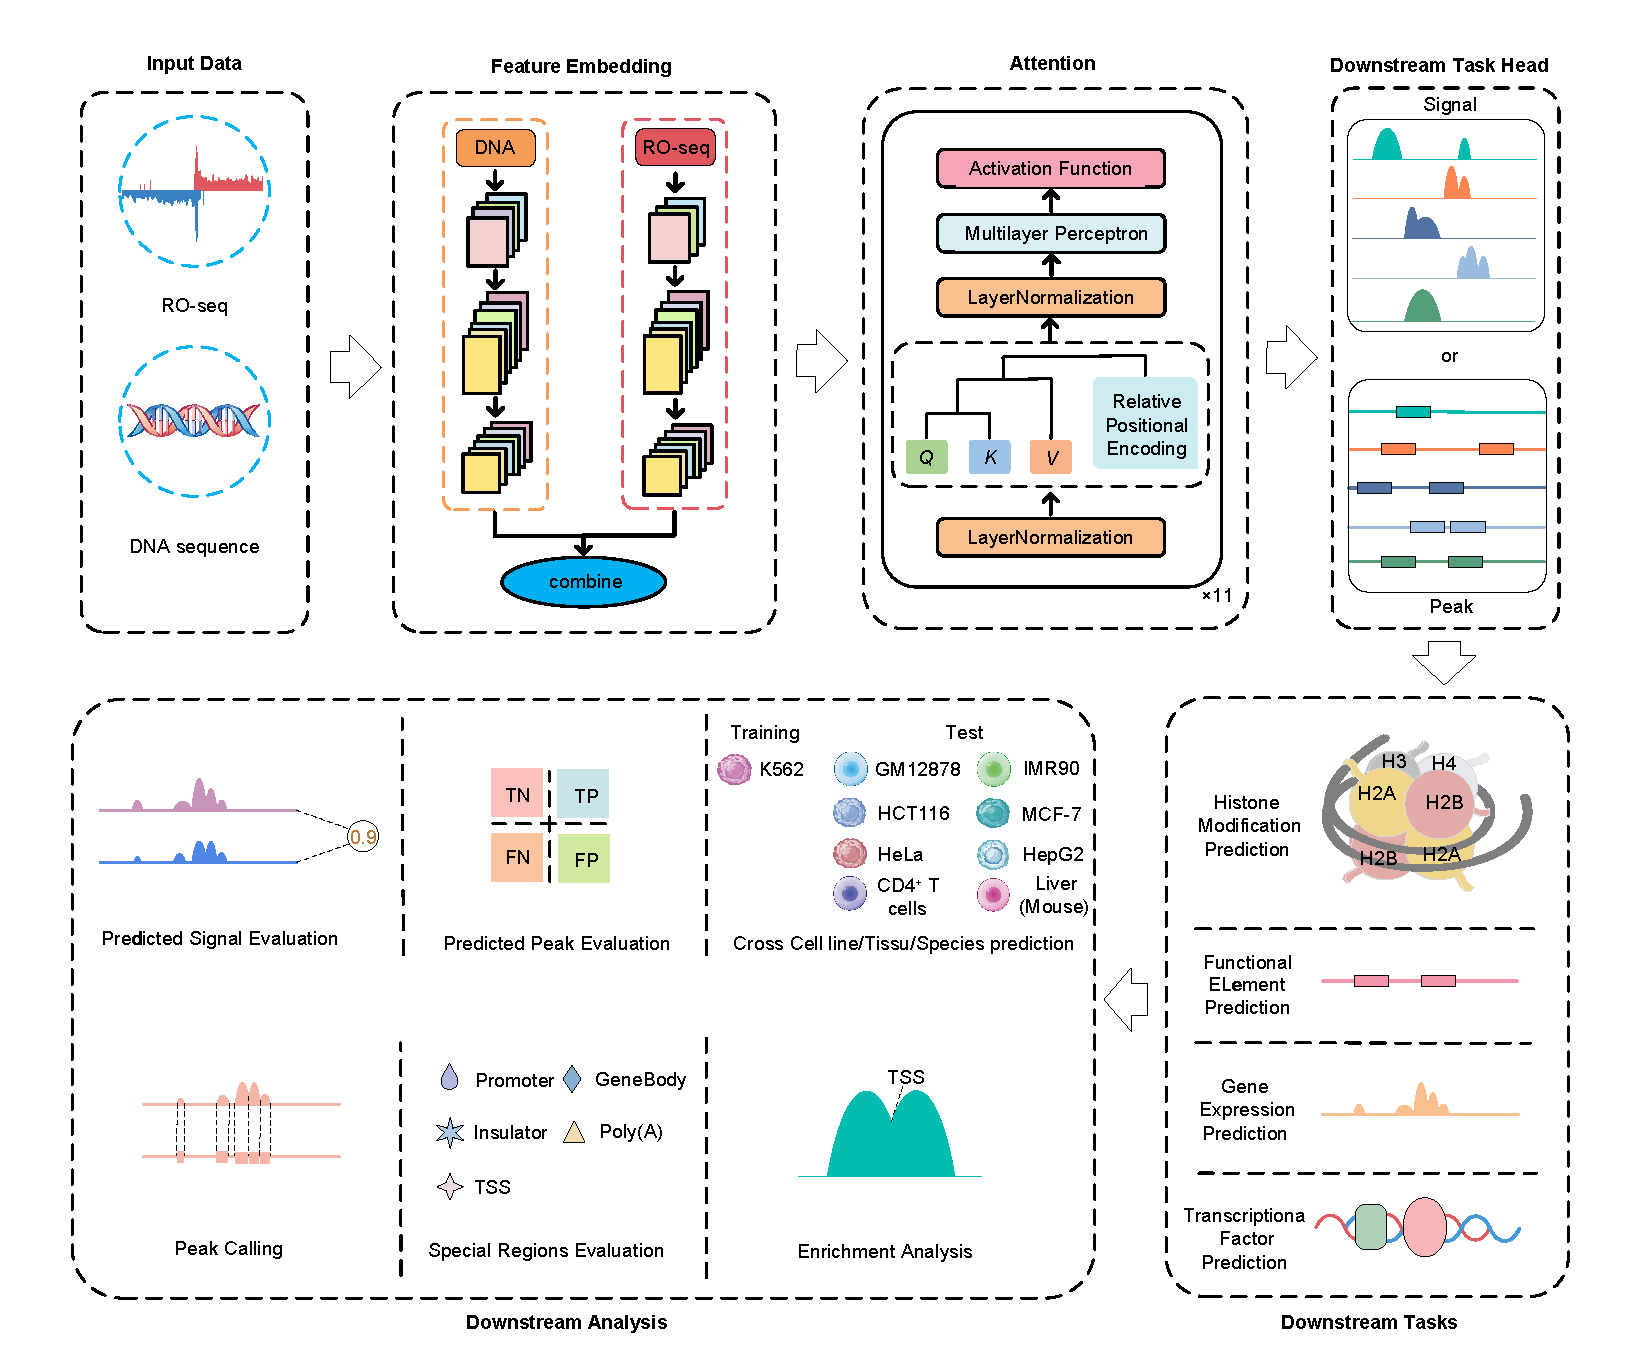 Input Data
RO-seq
DNA sequence
Feature Embedding
DNA
RO-seq
combine
Attention
Activation Function
Multilayer Perceptron
LayerNormalization
Relative
Positional
Encoding
Q
K
V
LayerNormalization
×11
Downstream Task Head
Signal
or
Peak
Histone
Modification
Prediction
H3
H4
H2A
H2B
H2B
H2A
Functional
ELement
Prediction
Gene
Expression
Prediction
Transcriptiona
Factor
Prediction
Downstream Tasks
0.9
Predicted Signal Evaluation
TN
TP
FN
FP
Predicted Peak Evaluation
Training
Test
K562
GM12878
IMR90
HCT116
MCF-7
HeLa
HepG2
CD4⁺ T
cells
Liver
(Mouse)
Cross Cell line/Tissu/Species prediction
Peak Calling
Promoter
GeneBody
Insulator
Poly(A)
TSS
Special Regions Evaluation
TSS
Enrichment Analysis
Downstream Analysis